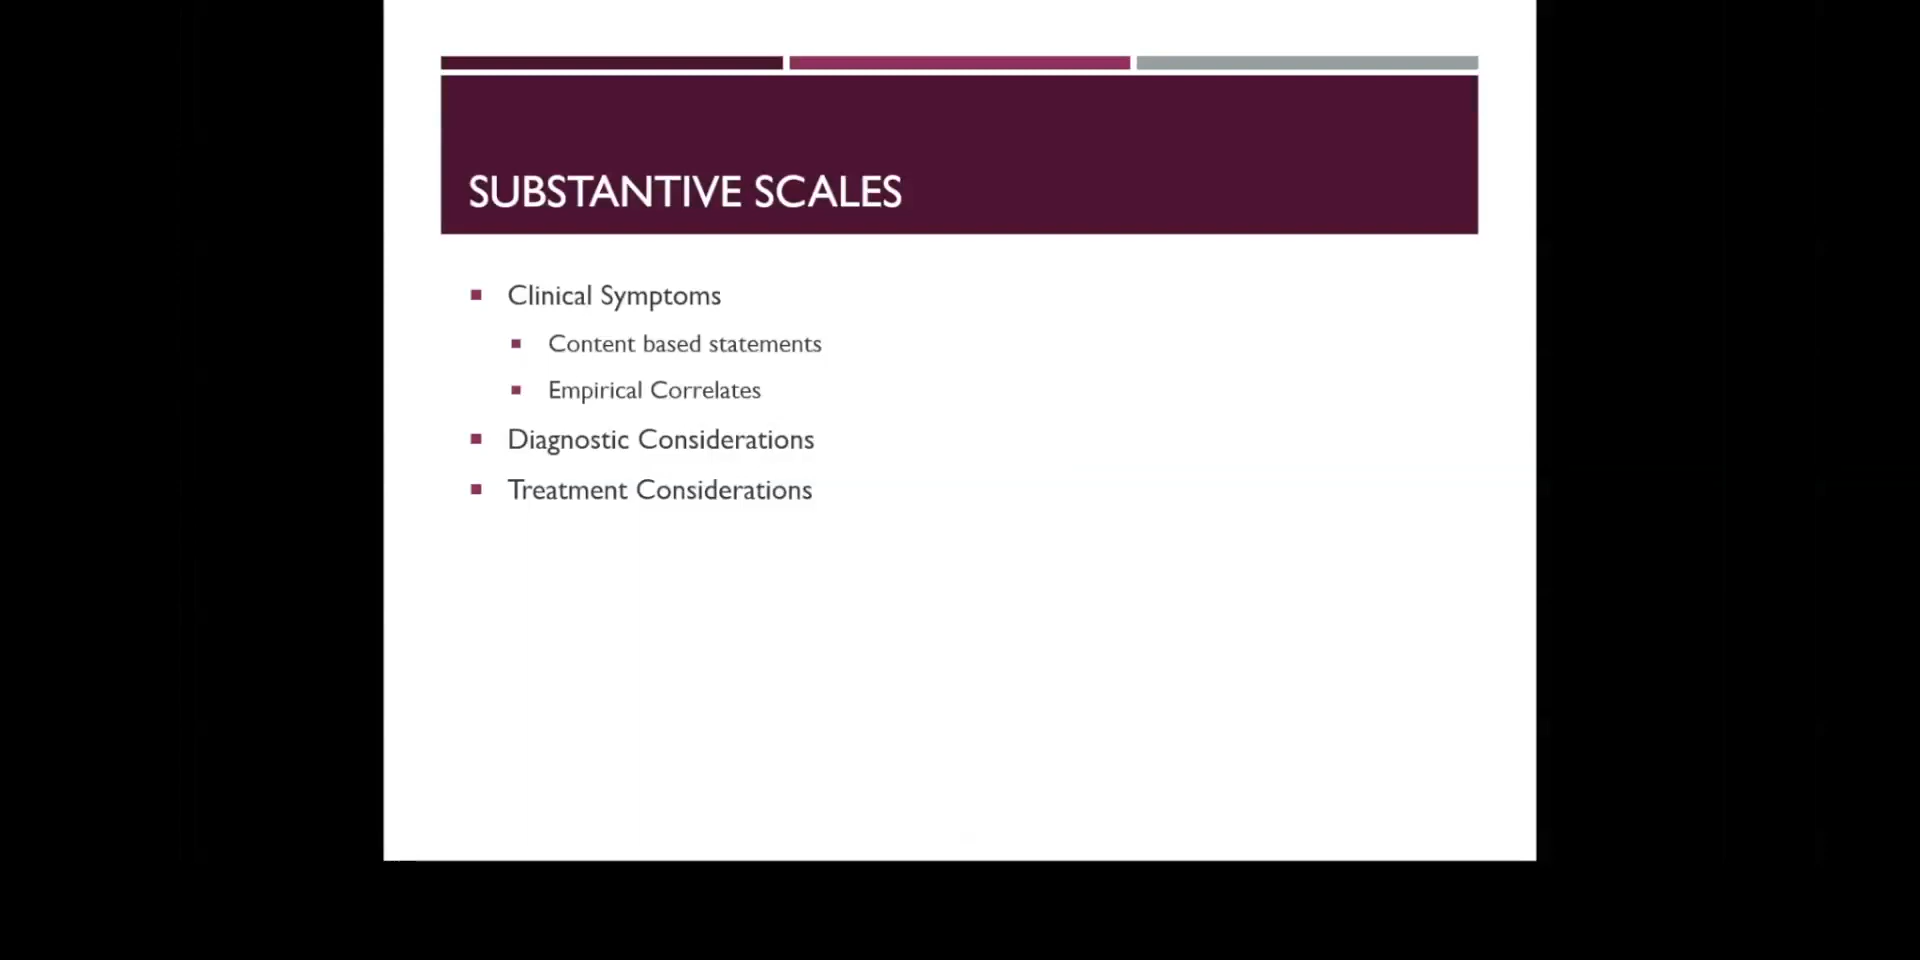 SUBSTANTIVE SCALES
Clinical Symptoms
Content based statements
Empirical Correlates
Diagnostic Considerations
Treatment Considerations